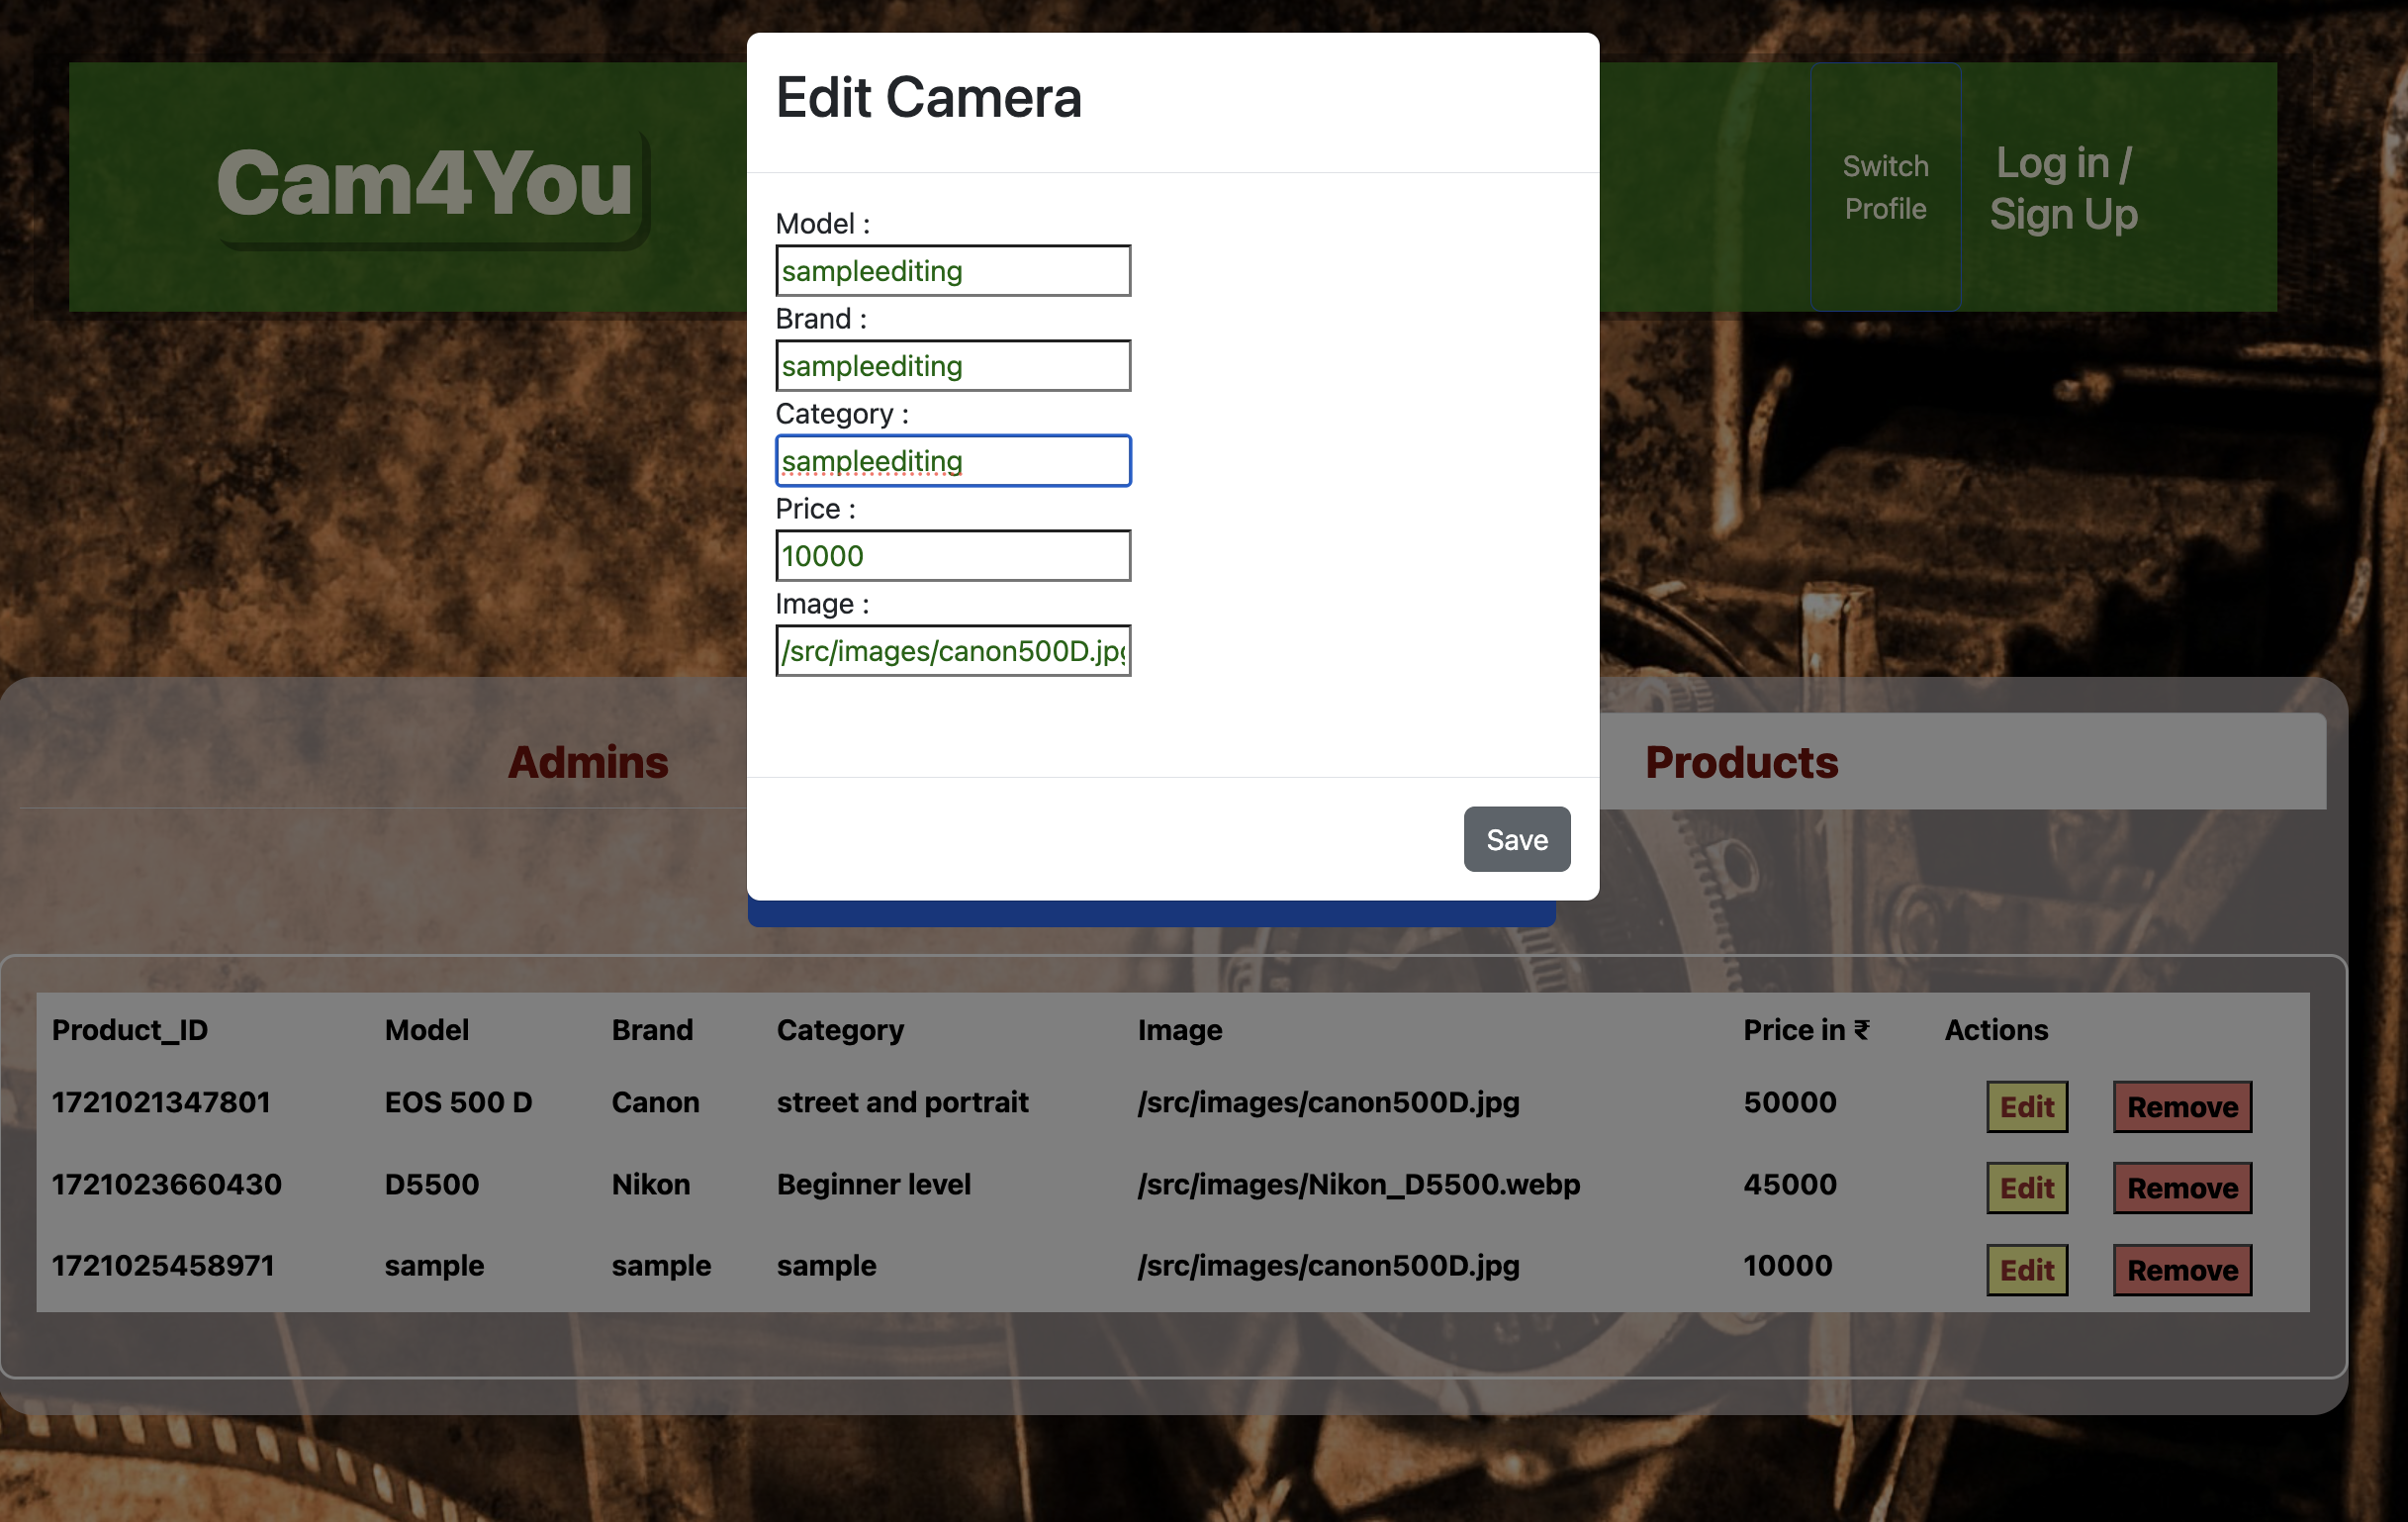 Cam4You
Switch
Profile
Log in /
Sign Up
Edit Camera
Model :
sampleediting
Brand :
sampleediting
Category :
sampleediting
Price :
10000
Image :
/src/images/canon500D.jpg
Save
Admins
Products
Product_ID Model Brand Category Image Price in ₹ Actions
1721021347801 EOS 500 D Canon street and portrait /src/images/canon500D.jpg 50000 Edit Remove
1721023660430 D5500 Nikon Beginner level /src/images/Nikon_D5500.webp 45000 Edit Remove
1721025458971 sample sample sample /src/images/canon500D.jpg 10000 Edit Remove